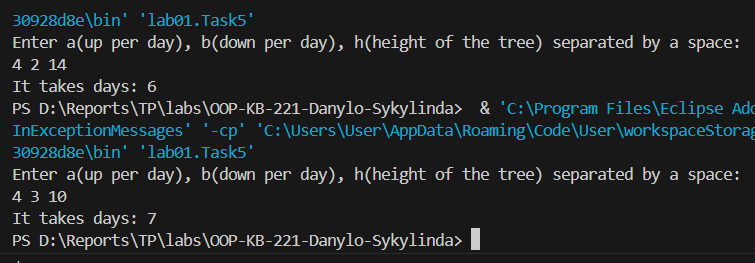 30928d8e\bin' 'lab01.Task5'
Enter a(up per day), b(down per day), h(height of the tree) separated by a space:
4 2 14
It takes days: 6
PS D:\Reports\TP\labs\OOP-KB-221-Danylo-Sykylinda>  & 'C:\Program Files\Eclipse Ado
InExceptionMessages' '-cp' 'C:\Users\User\AppData\Roaming\Code\User\workspaceStorag
30928d8e\bin' 'lab01.Task5'
Enter a(up per day), b(down per day), h(height of the tree) separated by a space:
4 3 10
It takes days: 7
PS D:\Reports\TP\labs\OOP-KB-221-Danylo-Sykylinda>